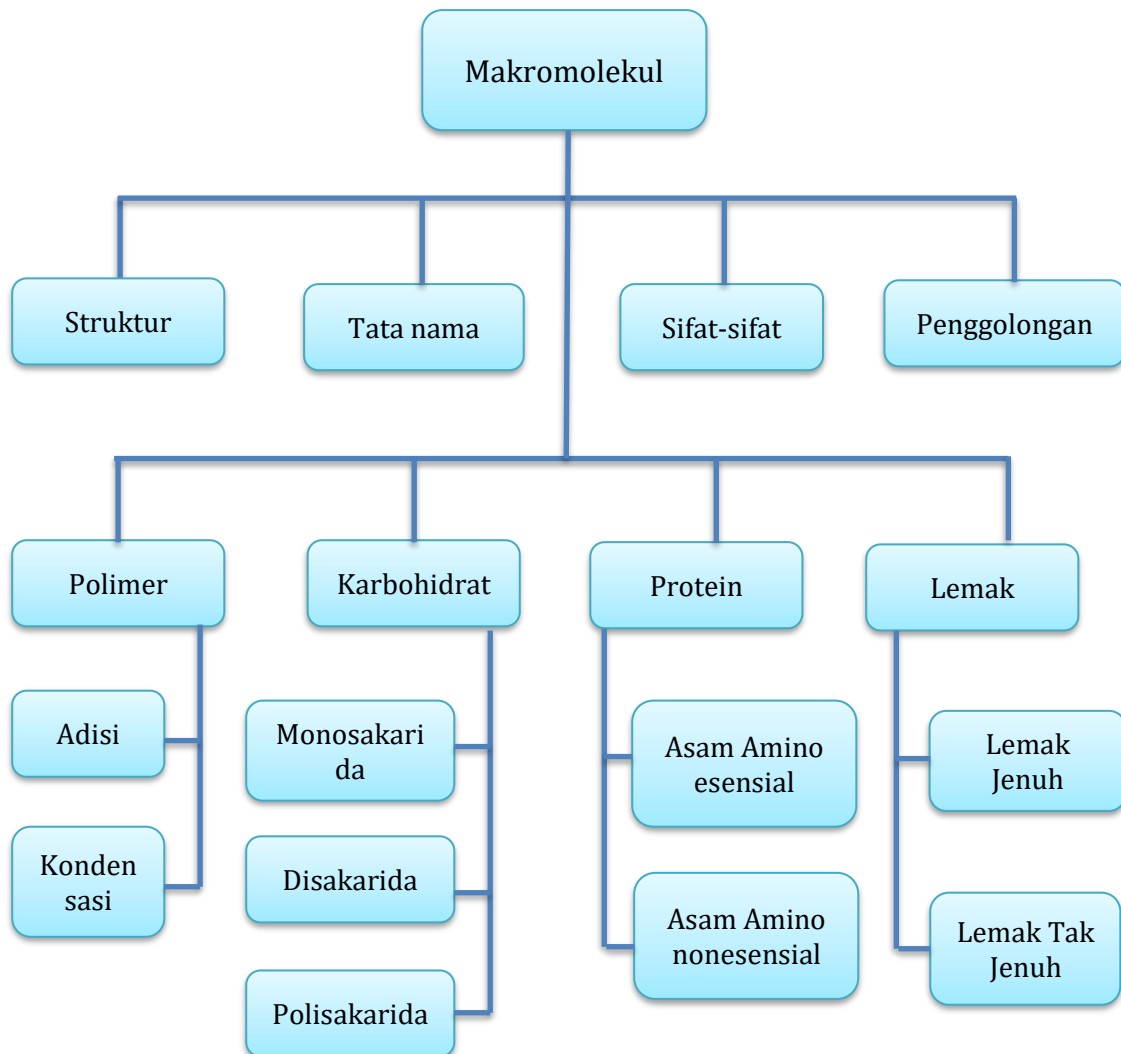 Makromolekul
Struktur
Tata nama
Sifat-sifat
Penggolongan
Polimer
Karbohidrat
Protein
Lemak
Adisi
Monosakari
da
Asam Amino
esensial
Lemak
Jenuh
Konden
sasi
Disakarida
Asam Amino
nonesensial
Lemak Tak
Jenuh
Polisakarida